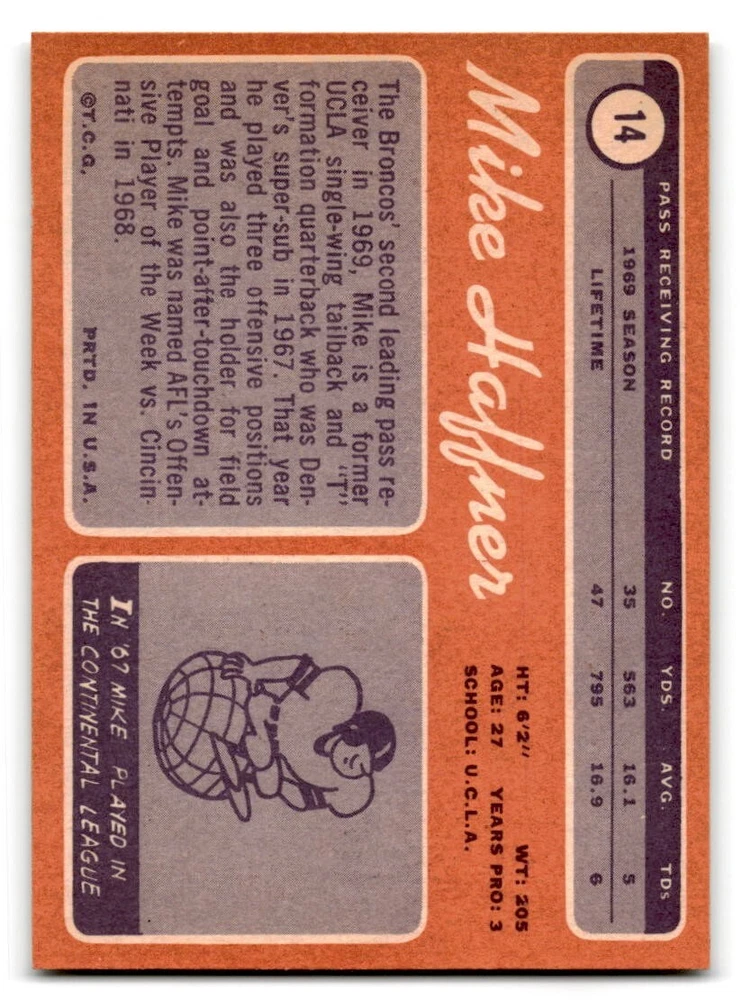 14
PASS RECEIVING RECORD NO. YDS. AVG. TDs
1969 SEASON 35 563 16.1 5
LIFETIME 47 795 16.9 6
Mike Haffner
HT: 6'2" WT: 205
AGE: 27 YEARS PRO: 3
SCHOOL: U.C.L.A.
The Broncos' second leading pass re-
ceiver in 1969, Mike is a former
UCLA single-wing tailback and "T"
formation quarterback who was Den-
ver's super-sub in 1967. That year
he played three offensive positions
and was also the holder for field
goal and point-after-touchdown at-
tempts. Mike was named AFL's Offen-
sive Player of the Week vs. Cincin-
nati in 1968.
©T.C.G. PRTD. IN U.S.A.
IN '67 MIKE PLAYED IN
THE CONTINENTAL LEAGUE